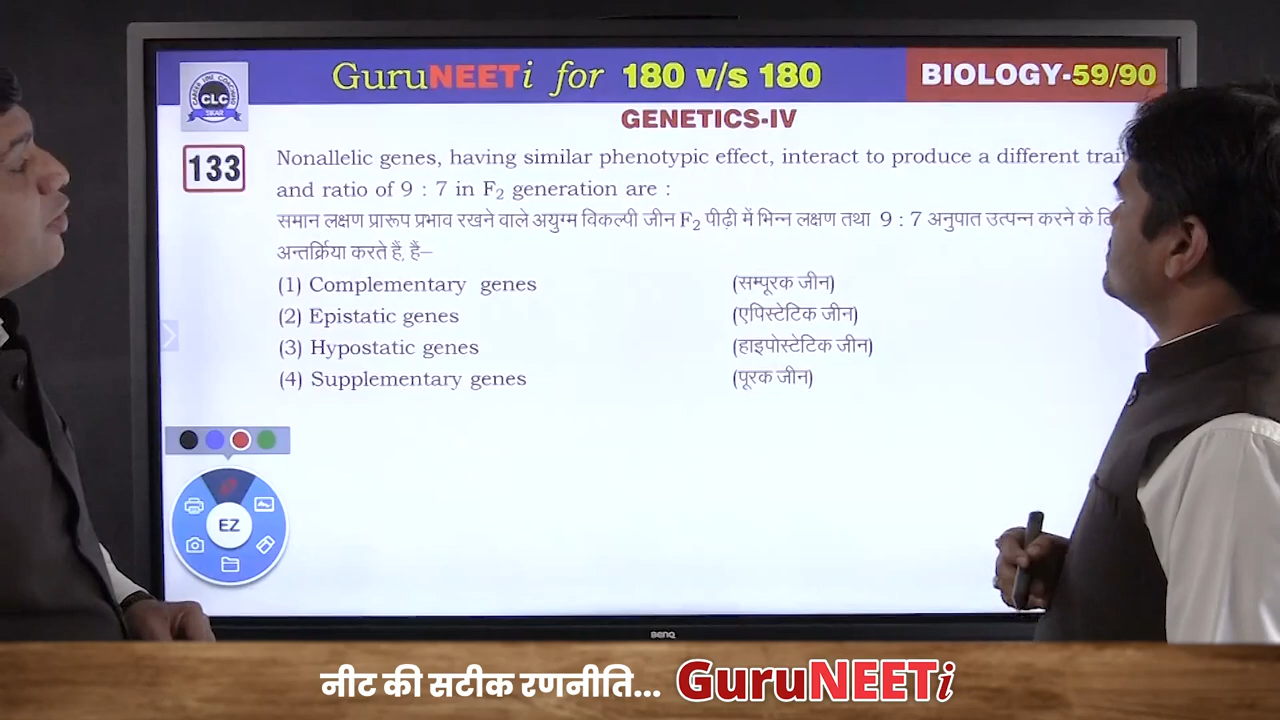 GuruNEETi for 180 v/s 180
BIOLOGY-59/90
CLC
SIKAR
GENETICS-IV
133
Nonallelic genes, having similar phenotypic effect, interact to produce a different trait
and ratio of 9 : 7 in F2 generation are :
समान लक्षण प्रारूप प्रभाव रखने वाले अयुग्म विकल्पी जीन F2 पीढ़ी में भिन्न लक्षण तथा 9 : 7 अनुपात उत्पन्न करने के
अन्तर्क्रिया करते हैं, हैं–
(1) Complementary genes (सम्पूरक जीन)
(2) Epistatic genes (एपिस्टेटिक जीन)
(3) Hypostatic genes (हाइपोस्टेटिक जीन)
(4) Supplementary genes (पूरक जीन)
EZ
BenQ
नीट की सटीक रणनीति... GuruNEETi